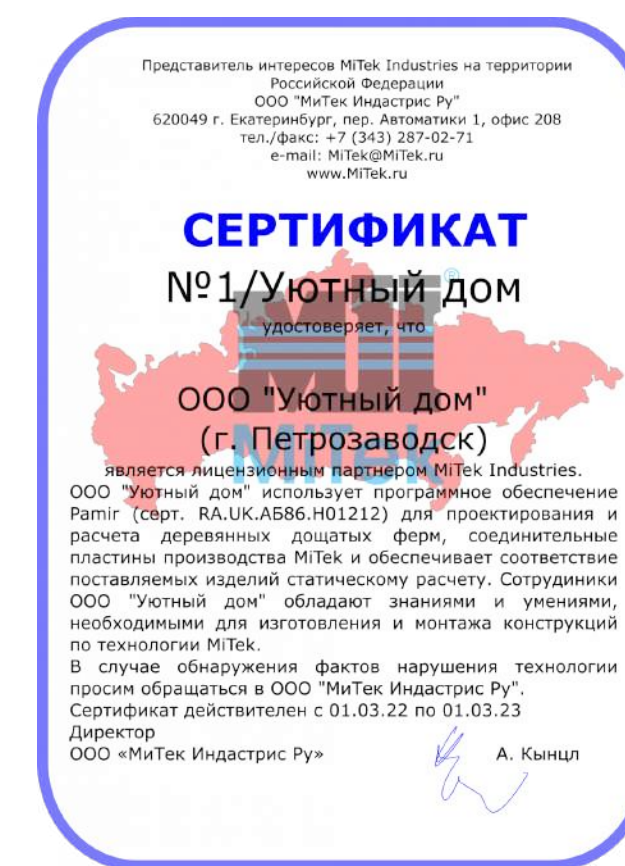 Представитель интересов MiTek Industries на территории
Российской Федерации
ООО "МиТек Индастрис Ру"
620049 г. Екатеринбург, пер. Автоматики 1, офис 208
тел./факс: +7 (343) 287-02-71
e-mail: MiTek@MiTek.ru
www.MiTek.ru
СЕРТИФИКАТ
№1/Уютный дом
удостоверяет, что
ООО "Уютный дом"
(г. Петрозаводск)
MiTek
®
является лицензионным партнером MiTek Industries.
ООО "Уютный дом" использует программное обеспечение
Pamir (серт. RA.UK.АБ86.Н01212) для проектирования и
расчета деревянных дощатых ферм, соединительные
пластины производства MiTek и обеспечивает соответствие
поставляемых изделий статическому расчету. Сотрудиники
ООО "Уютный дом" обладают знаниями и умениями,
необходимыми для изготовления и монтажа конструкций
по технологии MiTek.
В случае обнаружения фактов нарушения технологии
просим обращаться в ООО "МиТек Индастрис Ру".
Сертификат действителен с 01.03.22 по 01.03.23
Директор
ООО «МиТек Индастрис Ру» А. Кынцл